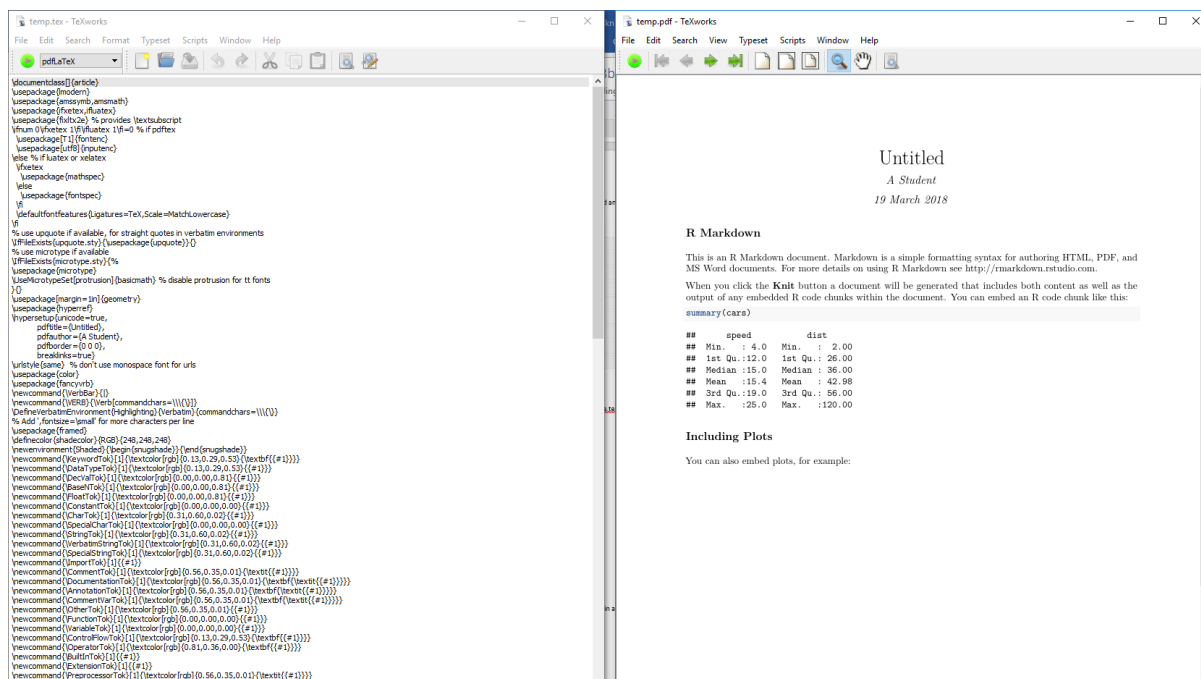 temp.tex - TeXworks
File Edit Search Format Typeset Scripts Window Help
pdfLaTeX
\documentclass[]{article}
\usepackage{lmodern}
\usepackage{amssymb,amsmath}
\usepackage{ifxetex,ifluatex}
\usepackage{fixltx2e} % provides \textsubscript
\ifnum 0\ifxetex 1\fi\ifluatex 1\fi=0 % if pdftex
\usepackage[T1]{fontenc}
\usepackage[utf8]{inputenc}
\else % if luatex or xelatex
\ifxetex
\usepackage{mathspec}
\else
\usepackage{fontspec}
\fi
\defaultfontfeatures{Ligatures=TeX,Scale=MatchLowercase}
\fi
% use upquote if available, for straight quotes in verbatim environments
\IfFileExists{upquote.sty}{\usepackage{upquote}}{}
% use microtype if available
\IfFileExists{microtype.sty}{%
\usepackage{microtype}
\UseMicrotypeSet[protrusion]{basicmath} % disable protrusion for tt fonts
}{}
\usepackage[margin=1in]{geometry}
\usepackage{hyperref}
\hypersetup{unicode=true,
pdftitle={Untitled},
pdfauthor={A Student},
pdfborder={0 0 0},
breaklinks=true}
\urlstyle{same} % don't use monospace font for urls
\usepackage{color}
\usepackage{fancyvrb}
\newcommand{\VerbBar}{|}
\newcommand{\VERB}{\Verb[commandchars=\\\{\}]}
\DefineVerbatimEnvironment{Highlighting}{Verbatim}{commandchars=\\\{\}}
% Add ',fontsize=\small' for more characters per line
\usepackage{framed}
\definecolor{shadecolor}{RGB}{248,248,248}
\newenvironment{Shaded}{\begin{snugshade}}{\end{snugshade}}
\newcommand{\KeywordTok}[1]{\textcolor[rgb]{0.13,0.29,0.53}{\textbf{{#1}}}}
\newcommand{\DataTypeTok}[1]{\textcolor[rgb]{0.13,0.29,0.53}{{#1}}}
\newcommand{\DecValTok}[1]{\textcolor[rgb]{0.00,0.00,0.81}{{#1}}}
\newcommand{\BaseNTok}[1]{\textcolor[rgb]{0.00,0.00,0.81}{{#1}}}
\newcommand{\FloatTok}[1]{\textcolor[rgb]{0.00,0.00,0.81}{{#1}}}
\newcommand{\ConstantTok}[1]{\textcolor[rgb]{0.00,0.00,0.00}{{#1}}}
\newcommand{\CharTok}[1]{\textcolor[rgb]{0.31,0.60,0.02}{{#1}}}
\newcommand{\SpecialCharTok}[1]{\textcolor[rgb]{0.00,0.00,0.00}{{#1}}}
\newcommand{\StringTok}[1]{\textcolor[rgb]{0.31,0.60,0.02}{{#1}}}
\newcommand{\VerbatimStringTok}[1]{\textcolor[rgb]{0.31,0.60,0.02}{{#1}}}
\newcommand{\SpecialStringTok}[1]{\textcolor[rgb]{0.31,0.60,0.02}{{#1}}}
\newcommand{\ImportTok}[1]{{#1}}
\newcommand{\CommentTok}[1]{\textcolor[rgb]{0.56,0.35,0.01}{\textit{{#1}}}}
\newcommand{\DocumentationTok}[1]{\textcolor[rgb]{0.56,0.35,0.01}{\textbf{\textit{{#1}}}}}
\newcommand{\AnnotationTok}[1]{\textcolor[rgb]{0.56,0.35,0.01}{\textbf{\textit{{#1}}}}}
\newcommand{\CommentVarTok}[1]{\textcolor[rgb]{0.56,0.35,0.01}{\textbf{\textit{{#1}}}}}
\newcommand{\OtherTok}[1]{\textcolor[rgb]{0.56,0.35,0.01}{{#1}}}
\newcommand{\FunctionTok}[1]{\textcolor[rgb]{0.00,0.00,0.00}{{#1}}}
\newcommand{\VariableTok}[1]{\textcolor[rgb]{0.00,0.00,0.00}{{#1}}}
\newcommand{\ControlFlowTok}[1]{\textcolor[rgb]{0.13,0.29,0.53}{\textbf{{#1}}}}
\newcommand{\OperatorTok}[1]{\textcolor[rgb]{0.81,0.36,0.00}{\textbf{{#1}}}}
\newcommand{\BuiltInTok}[1]{{#1}}
\newcommand{\ExtensionTok}[1]{{#1}}
\newcommand{\PreprocessorTok}[1]{\textcolor[rgb]{0.56,0.35,0.01}{\textit{{#1}}}}
temp.pdf - TeXworks
File Edit Search View Typeset Scripts Window Help
Untitled
A Student
19 March 2018
R Markdown
This is an R Markdown document. Markdown is a simple formatting syntax for authoring HTML, PDF, and
MS Word documents. For more details on using R Markdown see http://rmarkdown.rstudio.com.
When you click the Knit button a document will be generated that includes both content as well as the
output of any embedded R code chunks within the document. You can embed an R code chunk like this:
summary(cars)
## speed dist
## Min. : 4.0 Min. : 2.00
## 1st Qu.:12.0 1st Qu.: 26.00
## Median :15.0 Median : 36.00
## Mean :15.4 Mean : 42.98
## 3rd Qu.:19.0 3rd Qu.: 56.00
## Max. :25.0 Max. :120.00
Including Plots
You can also embed plots, for example: